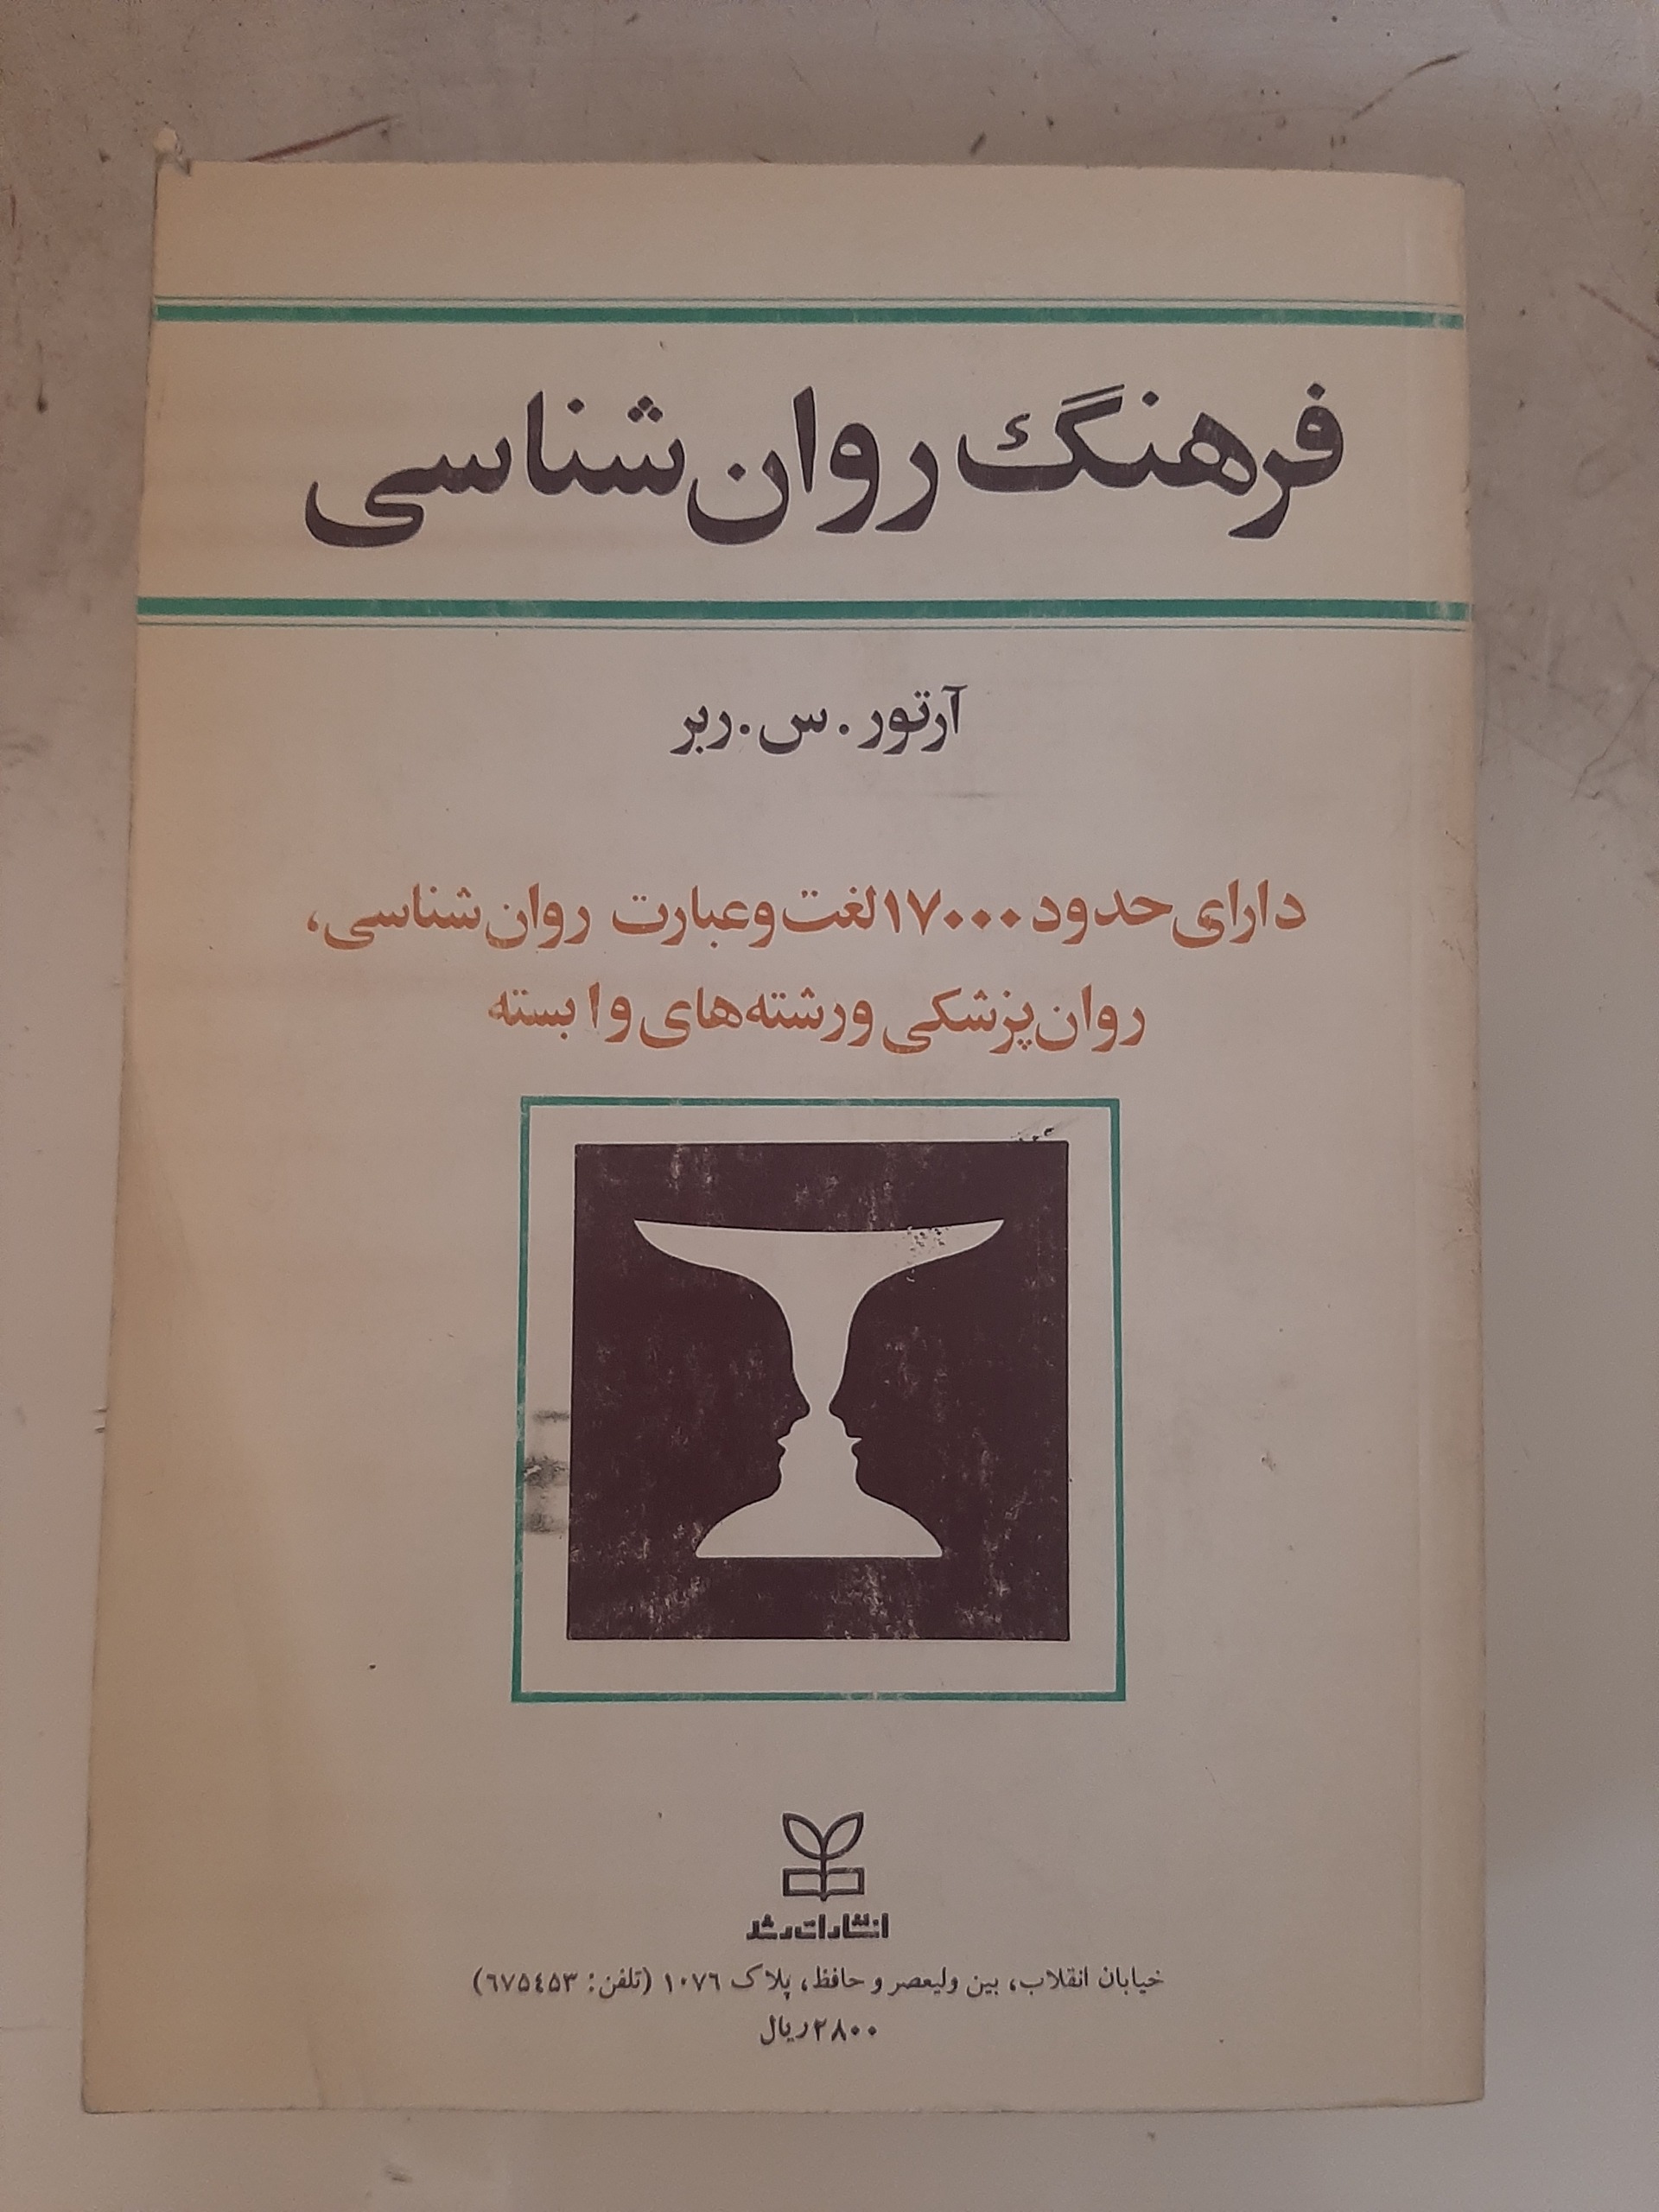 فرهنگ روان‌شناسی
آرتور. س. ربر
دارای حدود ۱۷۰۰۰ لغت و عبارت روان‌شناسی،
روان‌پزشکی و رشته‌های وابسته
انتشارات رشد
خیابان انقلاب، بین ولیعصر و حافظ، پلاک ۱۰۷۶ (تلفن: ۶۷۵۴۵۳)
۲۸۰۰ ریال